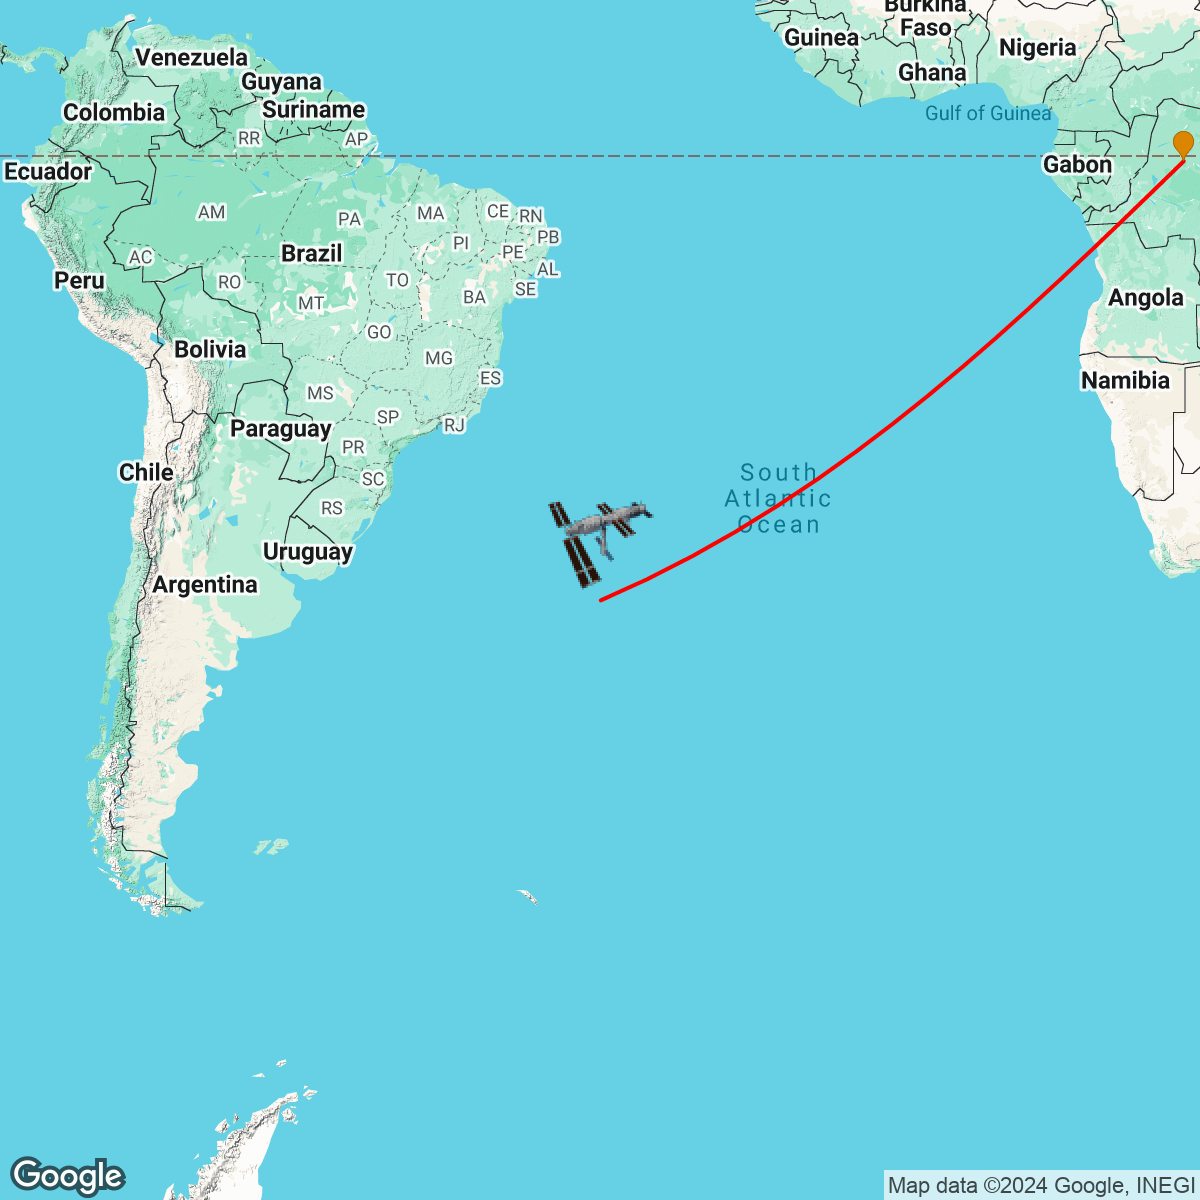 Burkina
Faso
Guinea
Nigeria
Venezuela
Ghana
Guyana
Colombia
Suriname
Gulf of Guinea
RR
AP
Ecuador
Gabon
AM
PA
MA
CE
RN
PB
PI
PE
Brazil
AC
AL
Peru
RO
TO
SE
MT
BA
Angola
GO
Bolivia
MG
ES
Namibia
MS
SP
Paraguay
RJ
PR
Chile
SC
South
Atlantic
Ocean
RS
Uruguay
Argentina
Google
Map data ©2024 Google, INEGI